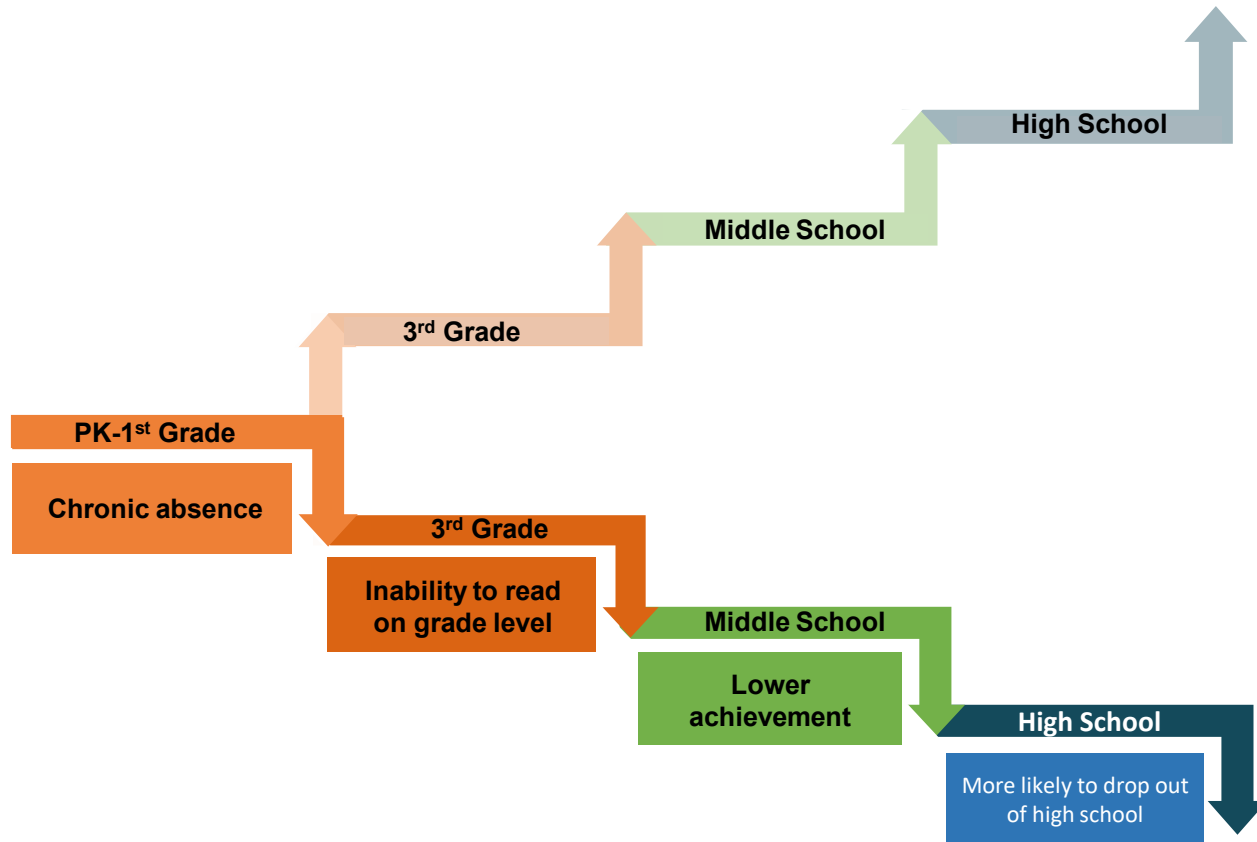 High School
Middle School
3rd Grade
PK-1st Grade
Chronic absence
3rd Grade
Inability to read
on grade level
Middle School
Lower
achievement
High School
More likely to drop out
of high school